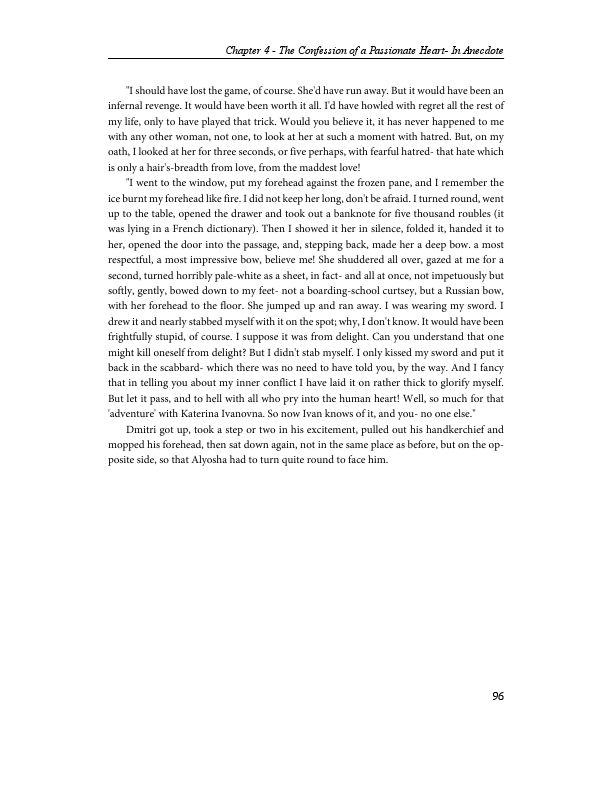 Chapter 4 - The Confession of a Passionate Heart- In Anecdote
"I should have lost the game, of course. She'd have run away. But it would have been an
infernal revenge. It would have been worth it all. I'd have howled with regret all the rest of
my life, only to have played that trick. Would you believe it, it has never happened to me
with any other woman, not one, to look at her at such a moment with hatred. But, on my
oath, I looked at her for three seconds, or five perhaps, with fearful hatred- that hate which
is only a hair's-breadth from love, from the maddest love!
"I went to the window, put my forehead against the frozen pane, and I remember the
ice burnt my forehead like fire. I did not keep her long, don't be afraid. I turned round, went
up to the table, opened the drawer and took out a banknote for five thousand roubles (it
was lying in a French dictionary). Then I showed it her in silence, folded it, handed it to
her, opened the door into the passage, and, stepping back, made her a deep bow. a most
respectful, a most impressive bow, believe me! She shuddered all over, gazed at me for a
second, turned horribly pale-white as a sheet, in fact- and all at once, not impetuously but
softly, gently, bowed down to my feet- not a boarding-school curtsey, but a Russian bow,
with her forehead to the floor. She jumped up and ran away. I was wearing my sword. I
drew it and nearly stabbed myself with it on the spot; why, I don't know. It would have been
frightfully stupid, of course. I suppose it was from delight. Can you understand that one
might kill oneself from delight? But I didn't stab myself. I only kissed my sword and put it
back in the scabbard- which there was no need to have told you, by the way. And I fancy
that in telling you about my inner conflict I have laid it on rather thick to glorify myself.
But let it pass, and to hell with all who pry into the human heart! Well, so much for that
'adventure' with Katerina Ivanovna. So now Ivan knows of it, and you- no one else."
Dmitri got up, took a step or two in his excitement, pulled out his handkerchief and
mopped his forehead, then sat down again, not in the same place as before, but on the op-
posite side, so that Alyosha had to turn quite round to face him.
96